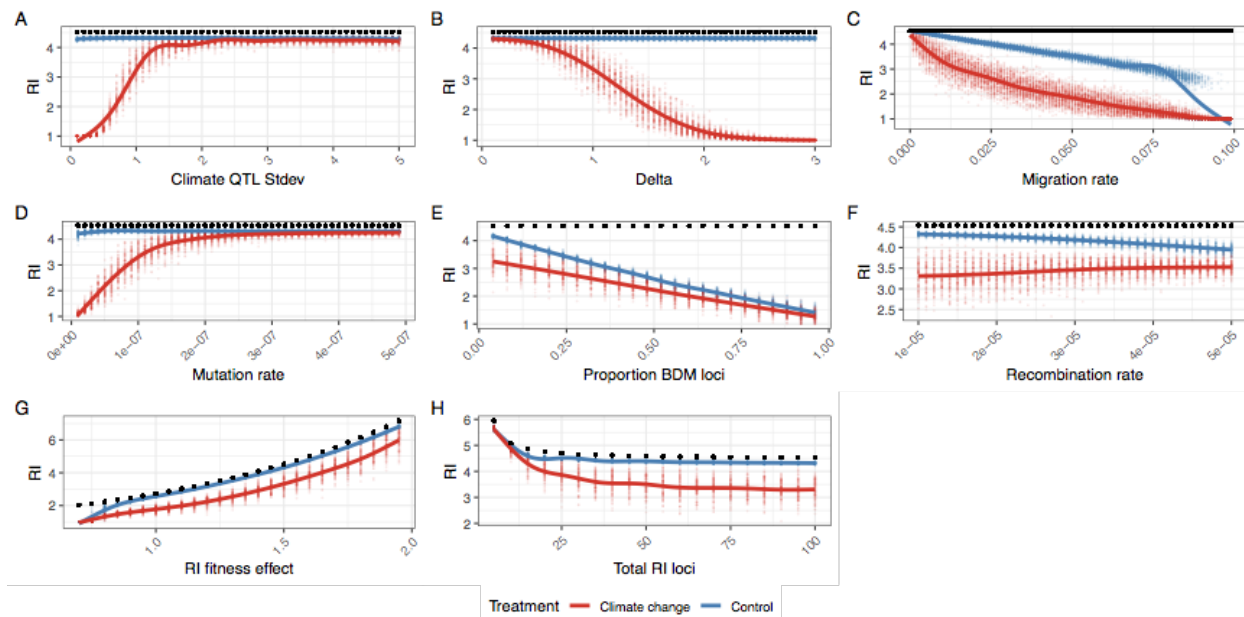 A
RI
4
3
2
1
0
1
2
3
4
5
Climate QTL Stdev
B
RI
4
3
2
1
0
1
2
3
Delta
C
RI
4
3
2
1
0.000
0.025
0.050
0.075
0.100
Migration rate
D
RI
4
3
2
1
0e+00
1e−07
2e−07
3e−07
4e−07
5e−07
Mutation rate
E
RI
4
3
2
1
0.00
0.25
0.50
0.75
1.00
Proportion BDM loci
F
RI
4.5
4.0
3.5
3.0
2.5
1e−05
2e−05
3e−05
4e−05
5e−05
Recombination rate
G
RI
6
4
2
1.0
1.5
2.0
RI fitness effect
H
RI
6
5
4
3
2
25
50
75
100
Total RI loci
Treatment Climate change Control